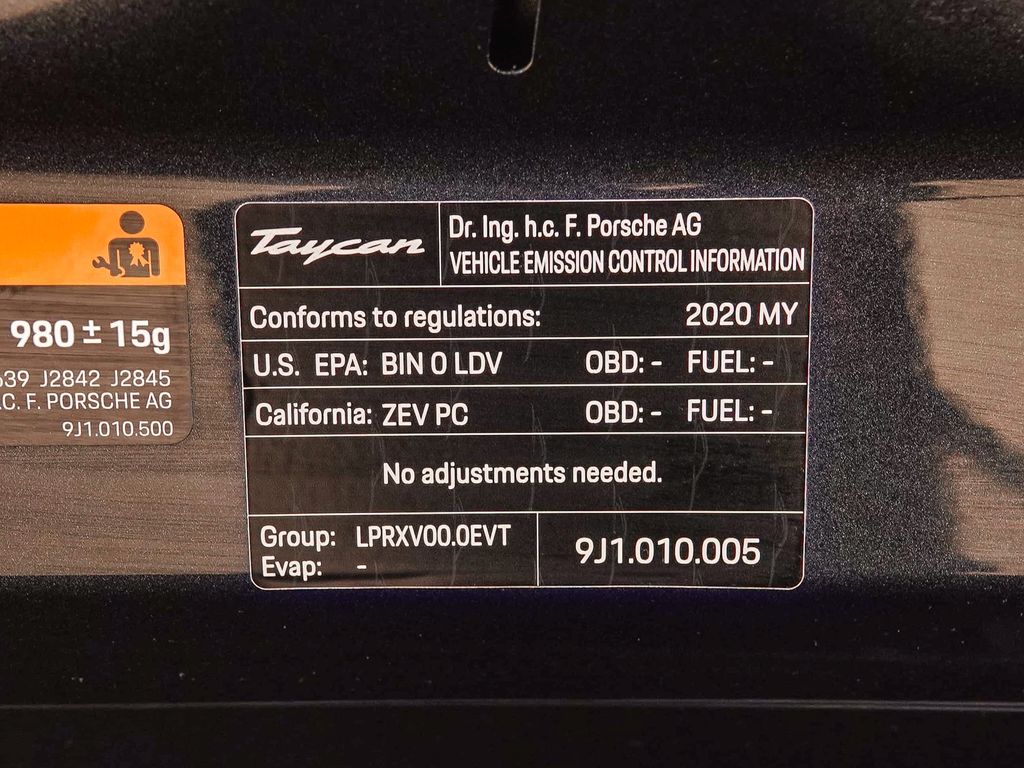 980 ± 15g
J2842 J2845
C. F. PORSCHE AG
9J1.010.500
Taycan
Dr. Ing. h.c. F. Porsche AG
VEHICLE EMISSION CONTROL INFORMATION
Conforms to regulations: 2020 MY
U.S. EPA: BIN 0 LDV OBD: - FUEL: -
California: ZEV PC OBD: - FUEL: -
No adjustments needed.
Group: LPRXV00.0EVT
Evap: -
9J1.010.005